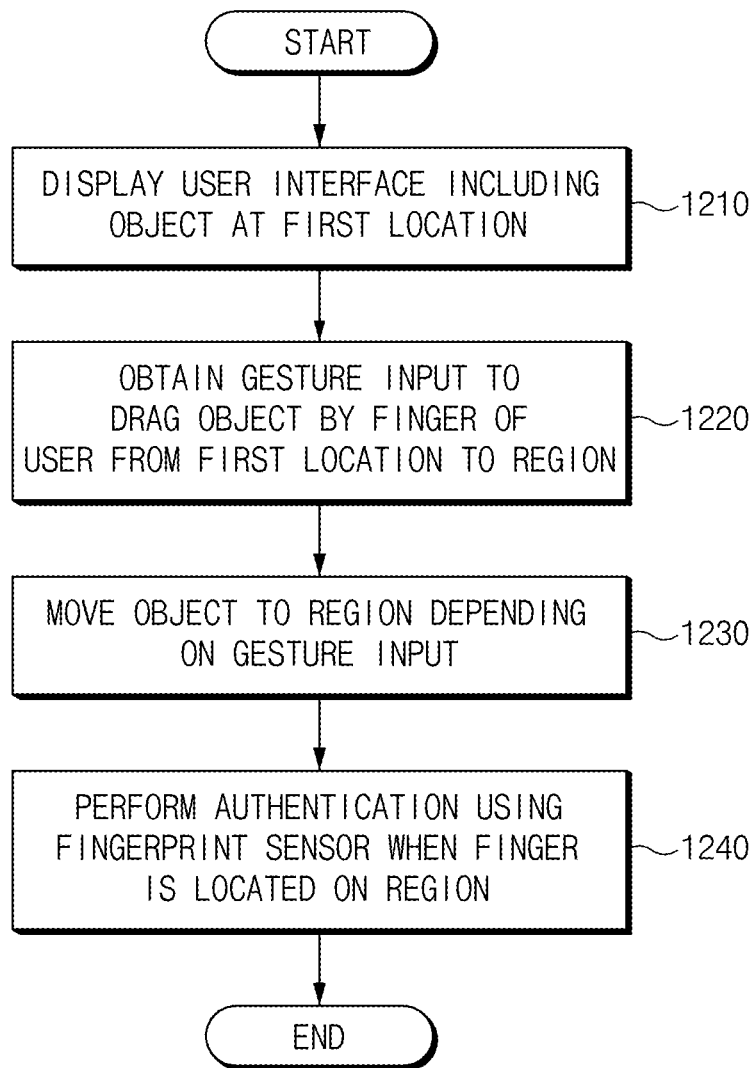 START
DISPLAY USER INTERFACE INCLUDING
OBJECT AT FIRST LOCATION
1210
OBTAIN GESTURE INPUT TO
DRAG OBJECT BY FINGER OF
USER FROM FIRST LOCATION TO REGION
1220
MOVE OBJECT TO REGION DEPENDING
ON GESTURE INPUT
1230
PERFORM AUTHENTICATION USING
FINGERPRINT SENSOR WHEN FINGER
IS LOCATED ON REGION
1240
END